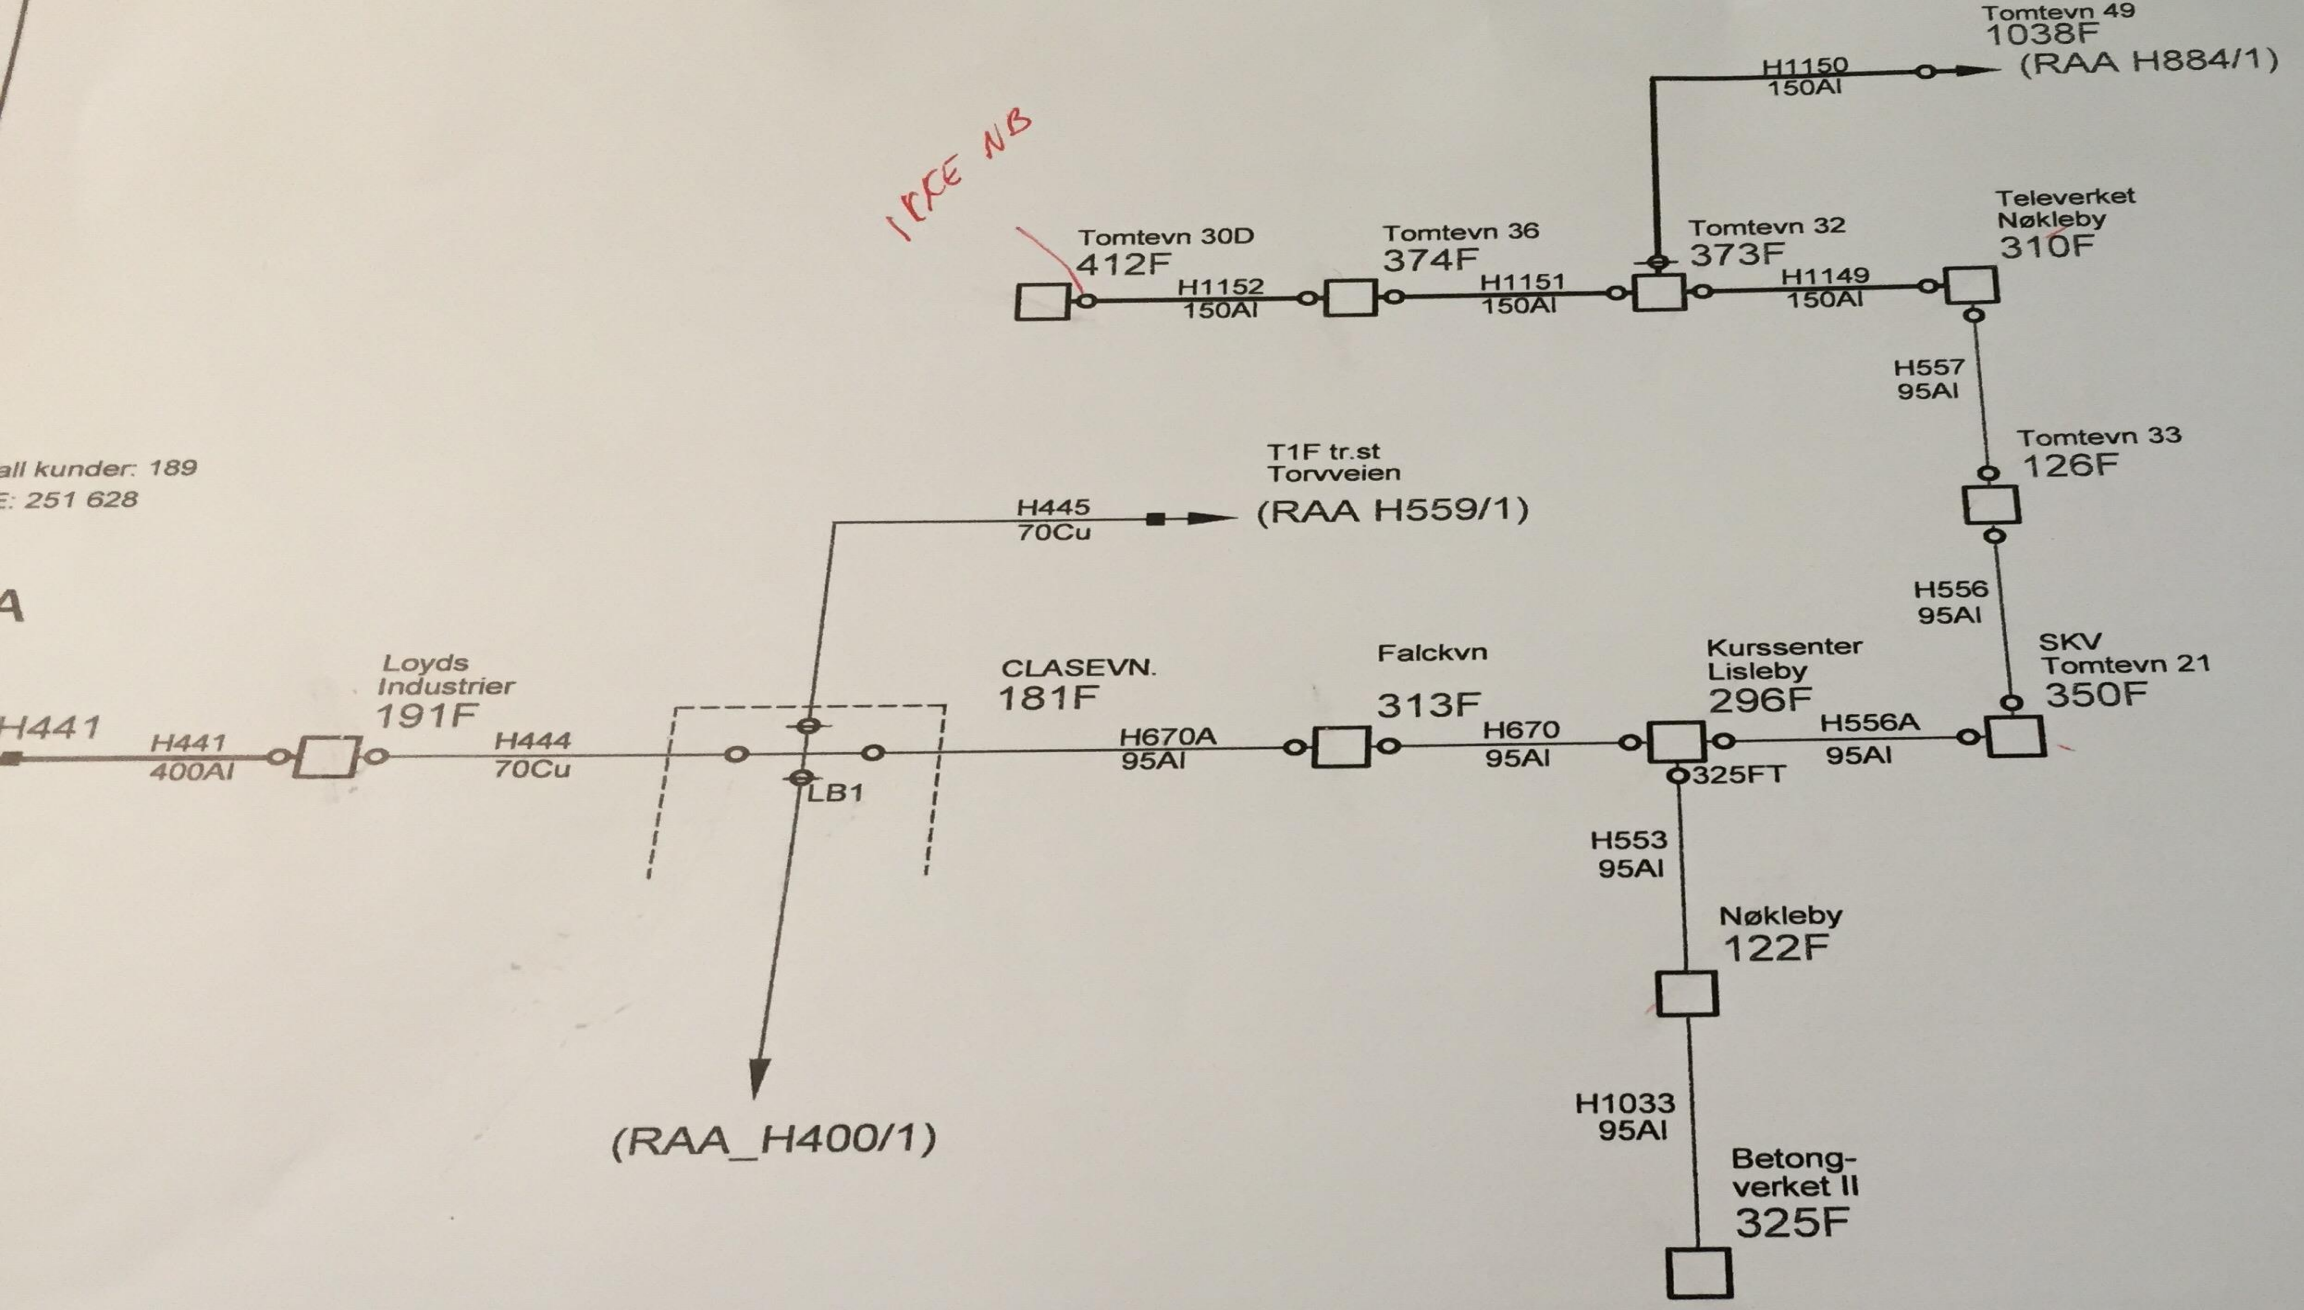 Tomtevn 49
1038F
(RAA H884/1)
H1150
150Al
IKKE NB
Tomtevn 30D
412F
H1152
150Al
Tomtevn 36
374F
H1151
150Al
Tomtevn 32
373F
H1149
150Al
Televerket
Nøkleby
310F
H557
95Al
Tomtevn 33
126F
H556
95Al
SKV
Tomtevn 21
350F
all kunder: 189
E: 251 628
A
T1F tr.st
Torvveien
(RAA H559/1)
H445
70Cu
H441
H441
400Al
Loyds
Industrier
191F
H444
70Cu
LB1
CLASEVN.
181F
H670A
95Al
Falckvn
313F
H670
95Al
Kurssenter
Lisleby
296F
H556A
95Al
325FT
H553
95Al
Nøkleby
122F
H1033
95Al
Betong-
verket II
325F
(RAA_H400/1)